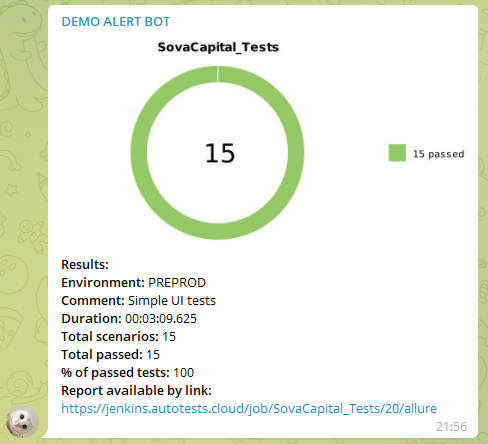 DEMO ALERT BOT
SovaCapital_Tests
15
15 passed
Results:
Environment: PREPROD
Comment: Simple UI tests
Duration: 00:03:09.625
Total scenarios: 15
Total passed: 15
% of passed tests: 100
Report available by link:
https://jenkins.autotests.cloud/job/SovaCapital_Tests/20/allure
21:56